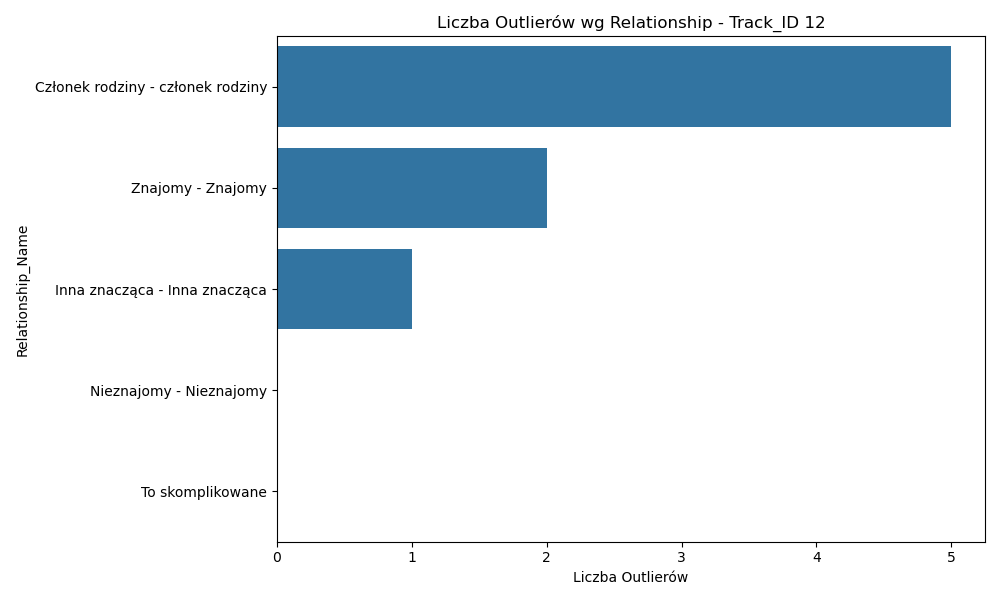 Liczba Outlierów wg Relationship - Track_ID 12
Członek rodziny - członek rodziny
Znajomy - Znajomy
Inna znacząca - Inna znacząca
Nieznajomy - Nieznajomy
To skomplikowane
Relationship_Name
0 1 2 3 4 5
Liczba Outlierów